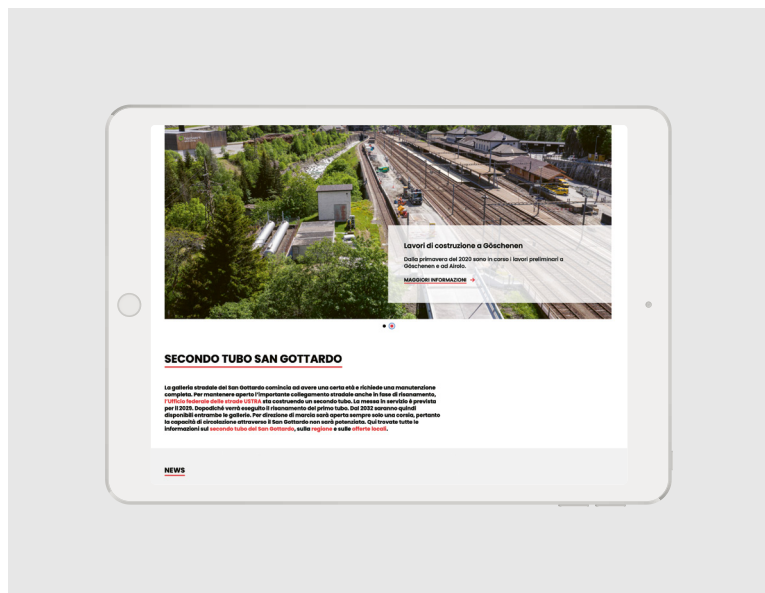 Lavori di costruzione a Göschenen
Dalla primavera del 2020 sono in corso i lavori preliminari a
Göschenen e ad Airolo.
MAGGIORI INFORMAZIONI →
SECONDO TUBO SAN GOTTARDO
La galleria stradale del San Gottardo comincia ad avere una certa età e richiede una manutenzione
completa. Per mantenere aperto l'importante collegamento stradale anche in fase di risanamento,
l'Ufficio federale delle strade USTRA sta costruendo un secondo tubo. La messa in servizio è prevista
per il 2029. Dopodiché verrà eseguito il risanamento del primo tubo. Dal 2032 saranno quindi
disponibili entrambe le gallerie. Per direzione di marcia sarà aperta sempre solo una corsia, pertanto
la capacità di circolazione attraverso il San Gottardo non sarà potenziata. Qui trovate tutte le
informazioni sul secondo tubo del San Gottardo, sulla regione e sulle offerte locali.
NEWS